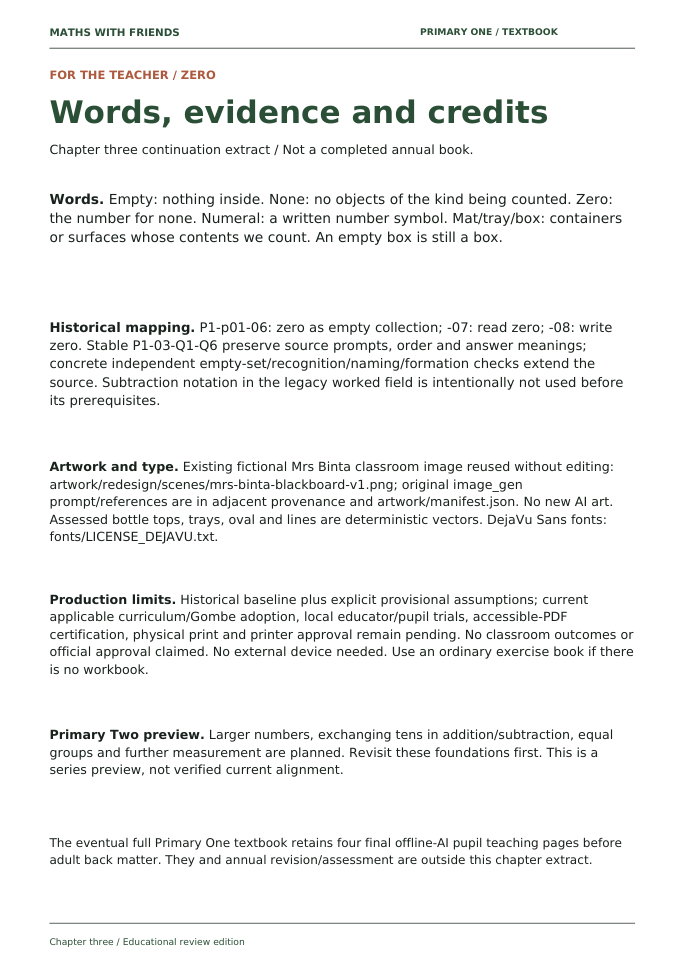 MATHS WITH FRIENDS
PRIMARY ONE / TEXTBOOK
FOR THE TEACHER / ZERO
Words, evidence and credits
Chapter three continuation extract / Not a completed annual book.
Words. Empty: nothing inside. None: no objects of the kind being counted. Zero:
the number for none. Numeral: a written number symbol. Mat/tray/box: containers
or surfaces whose contents we count. An empty box is still a box.
Historical mapping. P1-p01-06: zero as empty collection; -07: read zero; -08: write
zero. Stable P1-03-Q1-Q6 preserve source prompts, order and answer meanings;
concrete independent empty-set/recognition/naming/formation checks extend the
source. Subtraction notation in the legacy worked field is intentionally not used before
its prerequisites.
Artwork and type. Existing fictional Mrs Binta classroom image reused without editing:
artwork/redesign/scenes/mrs-binta-blackboard-v1.png; original image_gen
prompt/references are in adjacent provenance and artwork/manifest.json. No new AI art.
Assessed bottle tops, trays, oval and lines are deterministic vectors. DejaVu Sans fonts:
fonts/LICENSE_DEJAVU.txt.
Production limits. Historical baseline plus explicit provisional assumptions; current
applicable curriculum/Gombe adoption, local educator/pupil trials, accessible-PDF
certification, physical print and printer approval remain pending. No classroom outcomes or
official approval claimed. No external device needed. Use an ordinary exercise book if there
is no workbook.
Primary Two preview. Larger numbers, exchanging tens in addition/subtraction, equal
groups and further measurement are planned. Revisit these foundations first. This is a
series preview, not verified current alignment.
The eventual full Primary One textbook retains four final offline-AI pupil teaching pages before
adult back matter. They and annual revision/assessment are outside this chapter extract.
Chapter three / Educational review edition